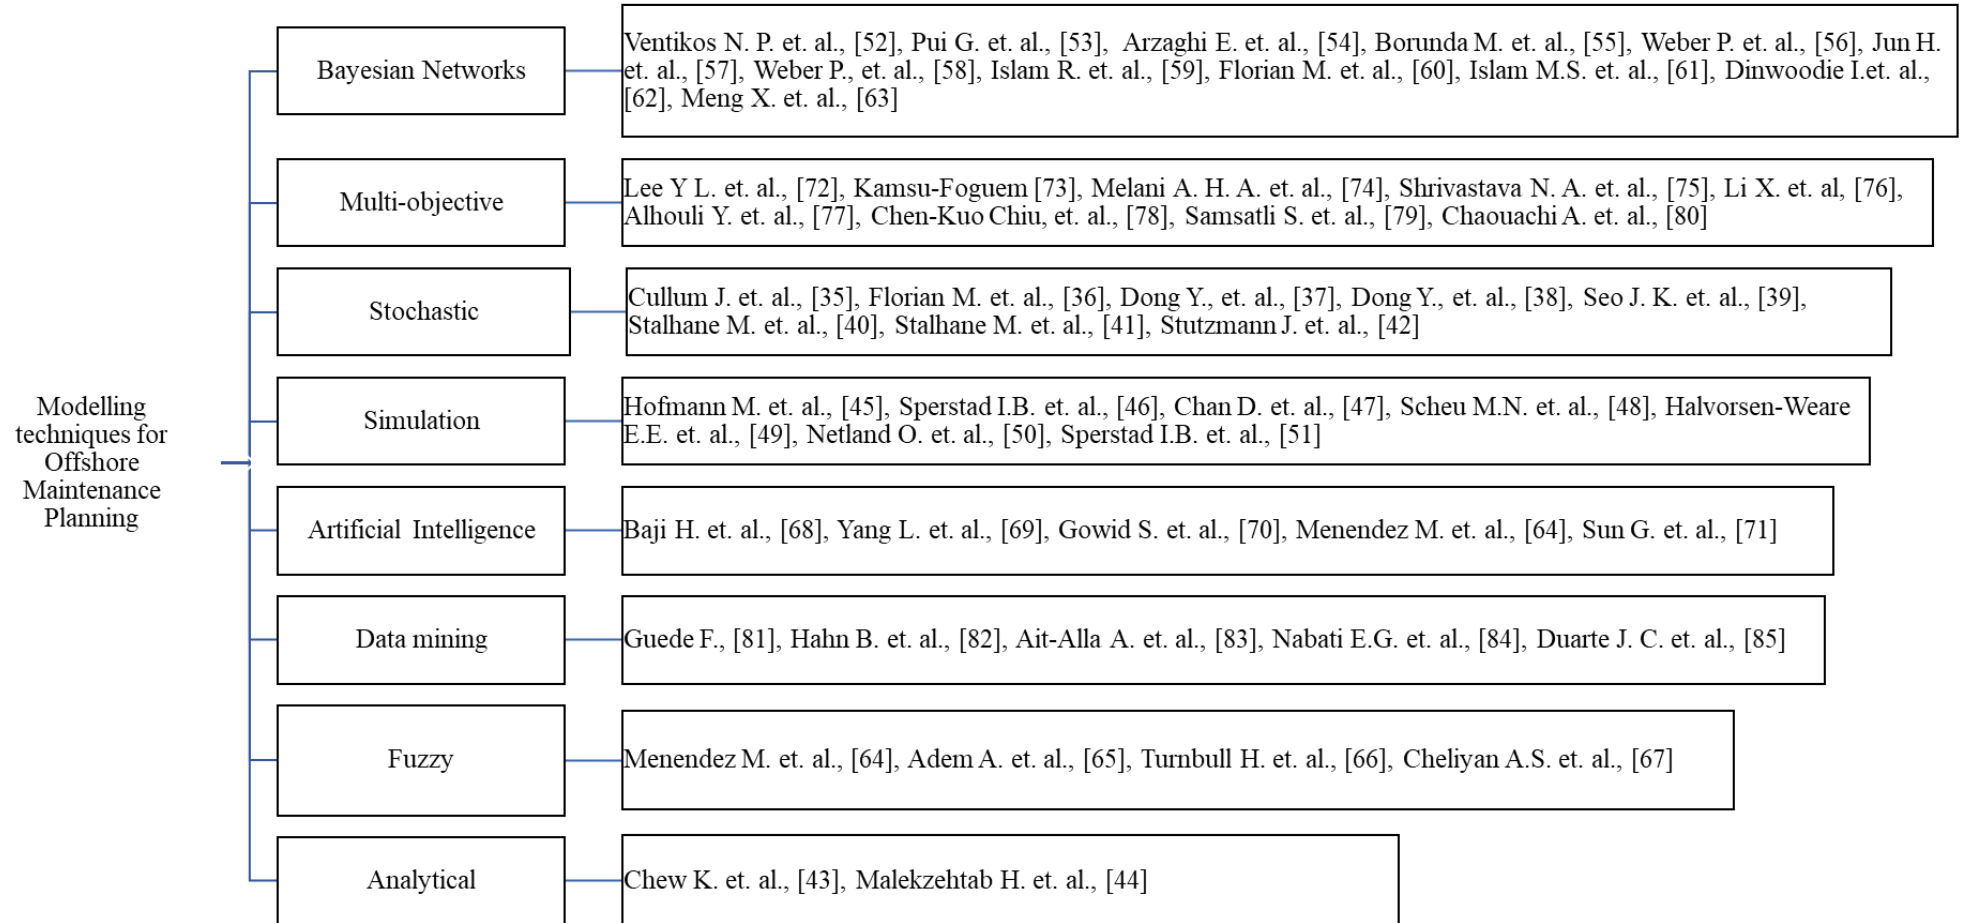 Modelling
techniques for
Offshore
Maintenance
Planning
Bayesian Networks
Ventikos N. P. et. al., [52], Pui G. et. al., [53], Arzaghi E. et. al., [54], Borunda M. et. al., [55], Weber P. et. al., [56], Jun H.
et. al., [57], Weber P., et. al., [58], Islam R. et. al., [59], Florian M. et. al., [60], Islam M.S. et. al., [61], Dinwoodie I.et. al.,
[62], Meng X. et. al., [63]
Multi-objective
Lee Y L. et. al., [72], Kamsu-Foguem [73], Melani A. H. A. et. al., [74], Shrivastava N. A. et. al., [75], Li X. et. al, [76],
Alhouli Y. et. al., [77], Chen-Kuo Chiu, et. al., [78], Samsatli S. et. al., [79], Chaouachi A. et. al., [80]
Stochastic
Cullum J. et. al., [35], Florian M. et. al., [36], Dong Y., et. al., [37], Dong Y., et. al., [38], Seo J. K. et. al., [39],
Stalhane M. et. al., [40], Stalhane M. et. al., [41], Stutzmann J. et. al., [42]
Simulation
Hofmann M. et. al., [45], Sperstad I.B. et. al., [46], Chan D. et. al., [47], Scheu M.N. et. al., [48], Halvorsen-Weare
E.E. et. al., [49], Netland O. et. al., [50], Sperstad I.B. et. al., [51]
Artificial Intelligence
Baji H. et. al., [68], Yang L. et. al., [69], Gowid S. et. al., [70], Menendez M. et. al., [64], Sun G. et. al., [71]
Data mining
Guede F., [81], Hahn B. et. al., [82], Ait-Alla A. et. al., [83], Nabati E.G. et. al., [84], Duarte J. C. et. al., [85]
Fuzzy
Menendez M. et. al., [64], Adem A. et. al., [65], Turnbull H. et. al., [66], Cheliyan A.S. et. al., [67]
Analytical
Chew K. et. al., [43], Malekzehtab H. et. al., [44]